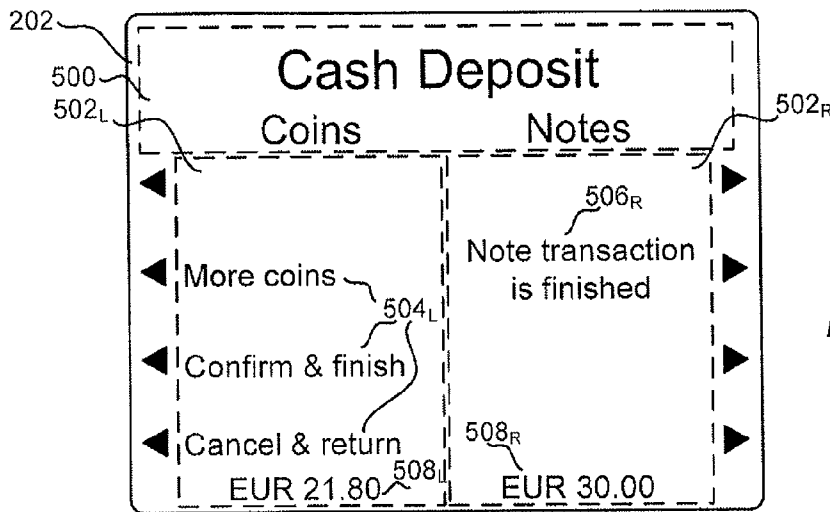 202
500
Cash Deposit
502L
502R
Coins
Notes
506R
Note transaction
is finished
More coins
504L
Confirm & finish
Cancel & return
508R
508L
EUR 21.80
EUR 30.00